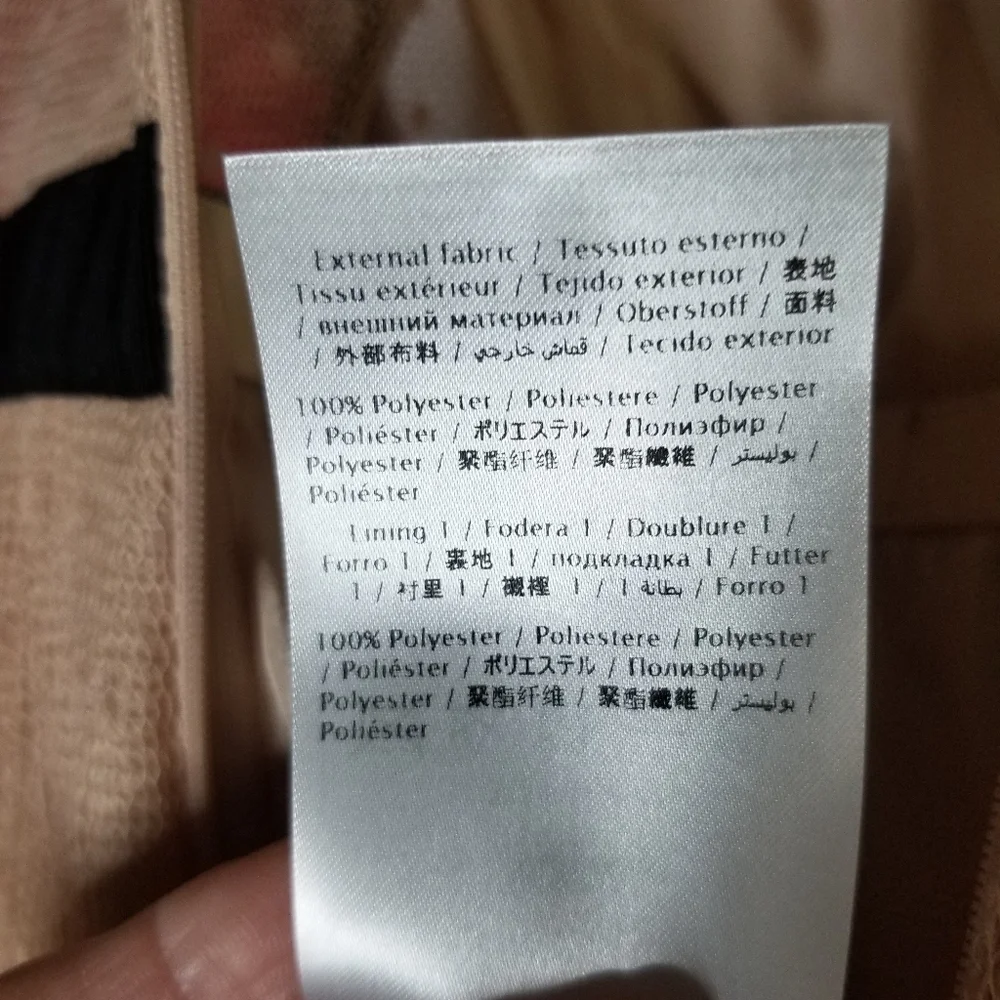 External fabric / Tessuto esterno /
Tissu extérieur / Tejido exterior / 表地
/ внешний материал / Oberstoff / 面料
/ 外部布料 / قماش خارجي / Tecido exterior
100% Polyester / Poliestere / Polyester
/ Poliéster / ポリエステル / Полиэфир /
Polyester / 聚酯纤维 / 聚酯纖維 / بوليستر /
Poliéster
Lining 1 / Fodera 1 / Doublure 1 /
Forro 1 / 裏地 1 / подкладка 1 / Futter
1 / 衬里 1 / 襯裡 1 / 1 بطانة / Forro 1
100% Polyester / Poliestere / Polyester
/ Poliéster / ポリエステル / Полиэфир /
Polyester / 聚酯纤维 / 聚酯纖維 / بوليستر /
Poliéster